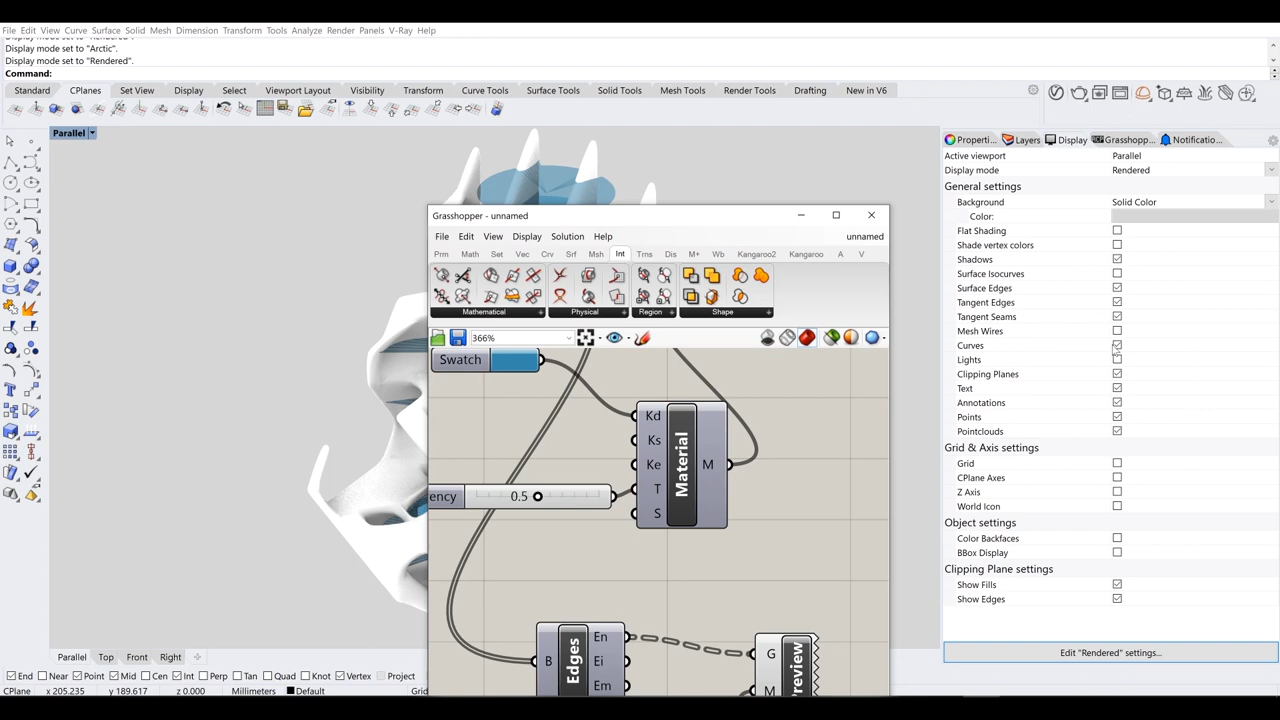 File Edit View Curve Surface Solid Mesh Dimension Transform Tools Analyze Render Panels V-Ray Help
Display mode set to "Arctic".
Display mode set to "Rendered".
Command:
Standard CPlanes Set View Display Select Viewport Layout Visibility Transform Curve Tools Surface Tools Solid Tools Mesh Tools Render Tools Drafting New in V6
Parallel
Properti... Layers Display Grasshopp... Notificatio...
Active viewport Parallel
Display mode Rendered
General settings
Background Solid Color
Color:
Flat Shading
Shade vertex colors
Shadows
Surface Isocurves
Surface Edges
Tangent Edges
Tangent Seams
Mesh Wires
Curves
Lights
Clipping Planes
Text
Annotations
Points
Pointclouds
Grid & Axis settings
Grid
CPlane Axes
Z Axis
World Icon
Object settings
Color Backfaces
BBox Display
Clipping Plane settings
Show Fills
Show Edges
Edit "Rendered" settings...
Grasshopper - unnamed
File Edit View Display Solution Help unnamed
Prm Math Set Vec Crv Srf Msh Int Trns Dis M+ Wb Kangaroo2 Kangaroo A V
Mathematical Physical Region Shape
366%
Swatch
Kd
Ks
Ke
T
S
Material
M
ency 0.5
B
Edges
En
Ei
Em
G
M
Preview
Parallel Top Front Right
End Near Point Mid Cen Int Perp Tan Quad Knot Vertex Project
CPlane x 205.235 y 189.617 z 0.000 Millimeters Default Grid